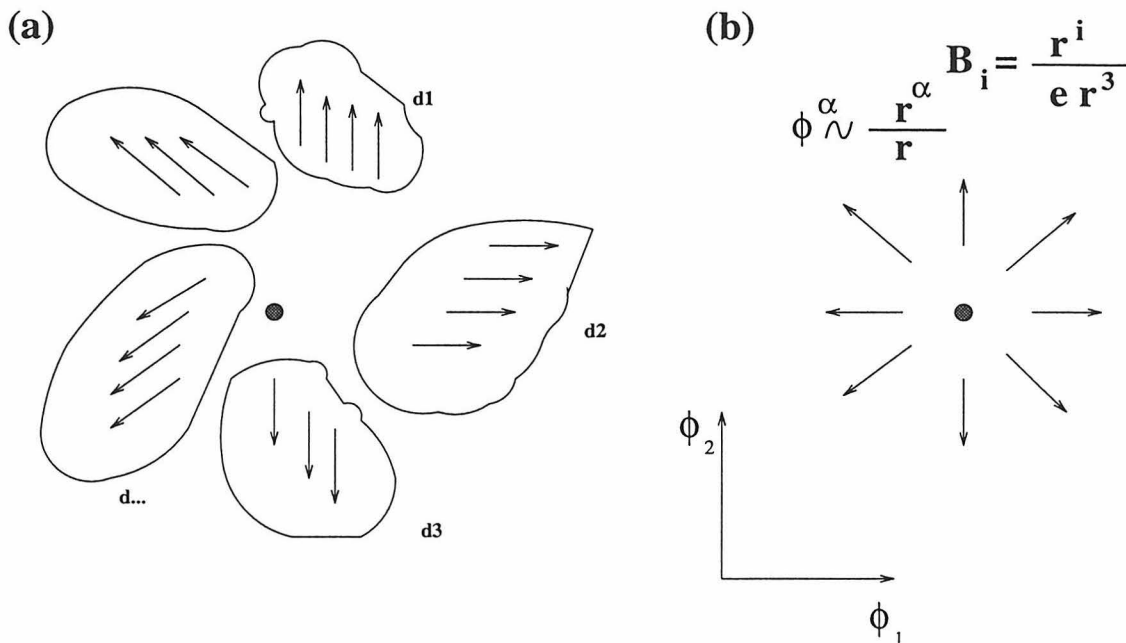 (a)
d1
d2
d3
d...
(b)
B_i = r^i / e r^3
ϕ^α ~ r^α / r
ϕ_2
ϕ_1